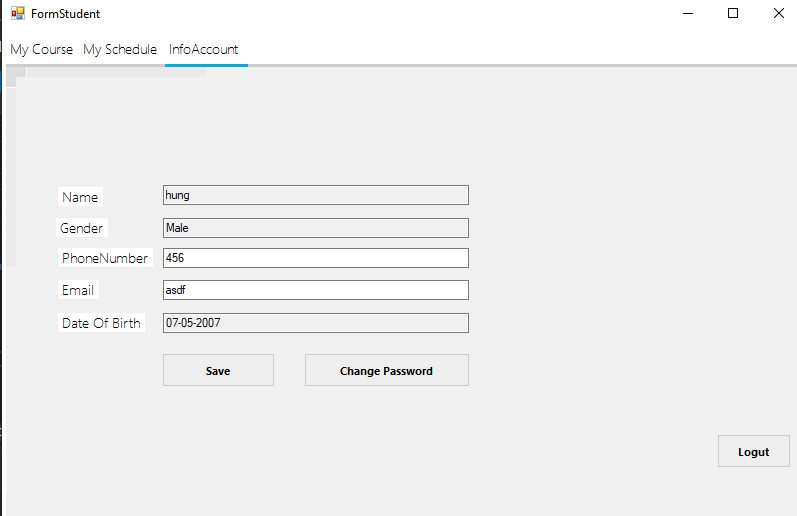 FormStudent
My Course My Schedule InfoAccount
Name hung
Gender Male
PhoneNumber 456
Email asdf
Date Of Birth 07-05-2007
Save Change Password
Logut